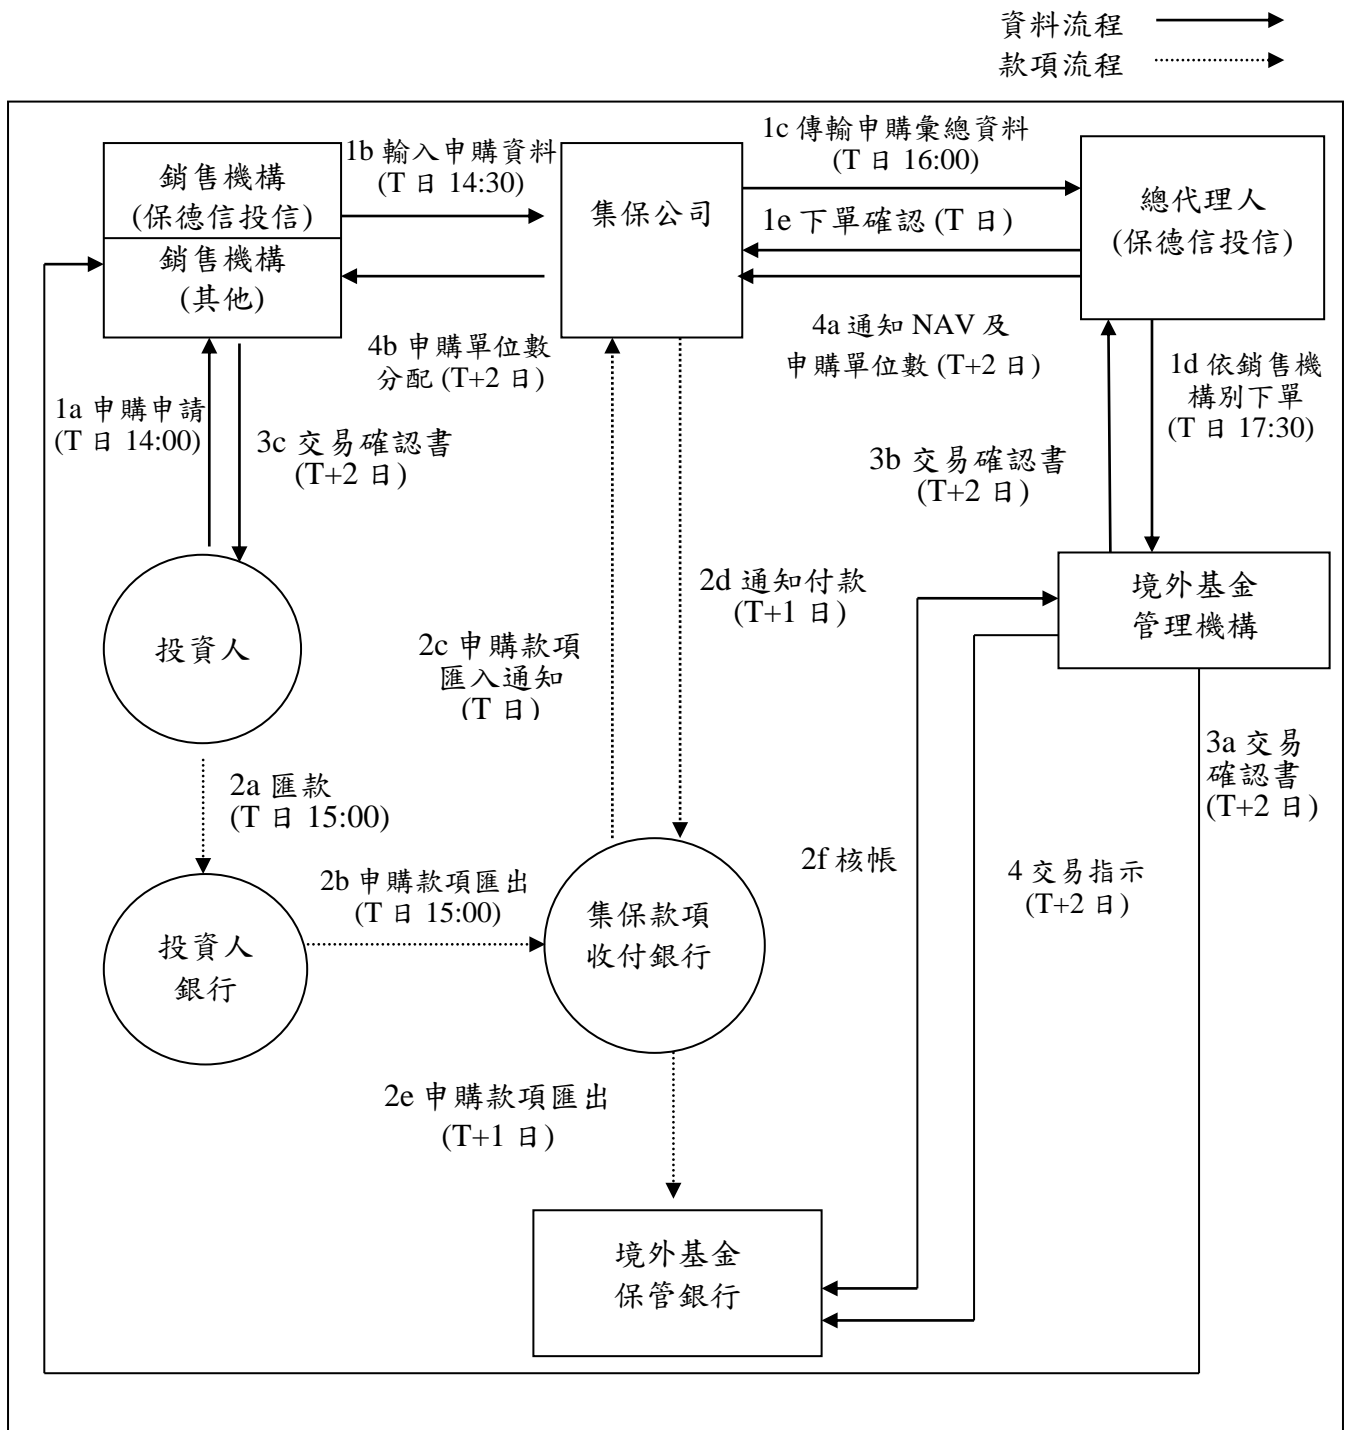 資料流程
款項流程
1b 輸入申購資料
(T 日 14:30)
1c 傳輸申購彙總資料
(T 日 16:00)
銷售機構
(保德信投信)
銷售機構
(其他)
集保公司
1e 下單確認 (T 日)
總代理人
(保德信投信)
4b 申購單位數
分配 (T+2 日)
4a 通知 NAV 及
申購單位數 (T+2 日)
1d 依銷售機
構別下單
(T 日 17:30)
1a 申購申請
(T 日 14:00)
3c 交易確認書
(T+2 日)
3b 交易確認書
(T+2 日)
投資人
2c 申購款項
匯入通知
(T 日)
2d 通知付款
(T+1 日)
境外基金
管理機構
2a 匯款
(T 日 15:00)
3a 交易
確認書
(T+2 日)
2b 申購款項匯出
(T 日 15:00)
2f 核帳
4 交易指示
(T+2 日)
投資人
銀行
集保款項
收付銀行
2e 申購款項匯出
(T+1 日)
境外基金
保管銀行